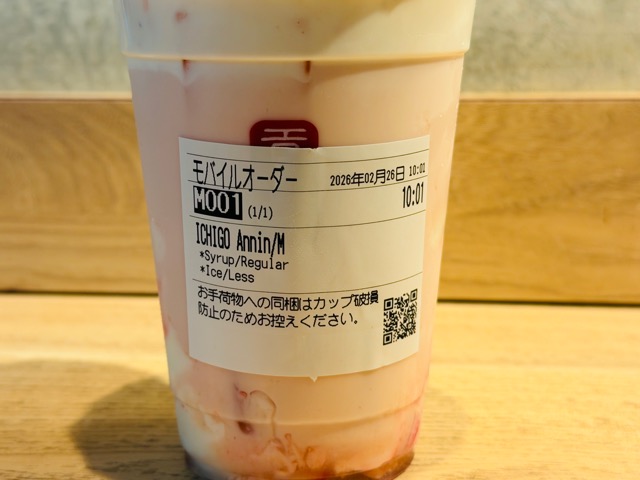 モバイルオーダー 2026年02月26日 10:01
M001 (1/1) 10:01
ICHIGO Annin/M
*Syrup/Regular
*Ice/Less
お手荷物への同梱はカップ破損
防止のためお控えください。